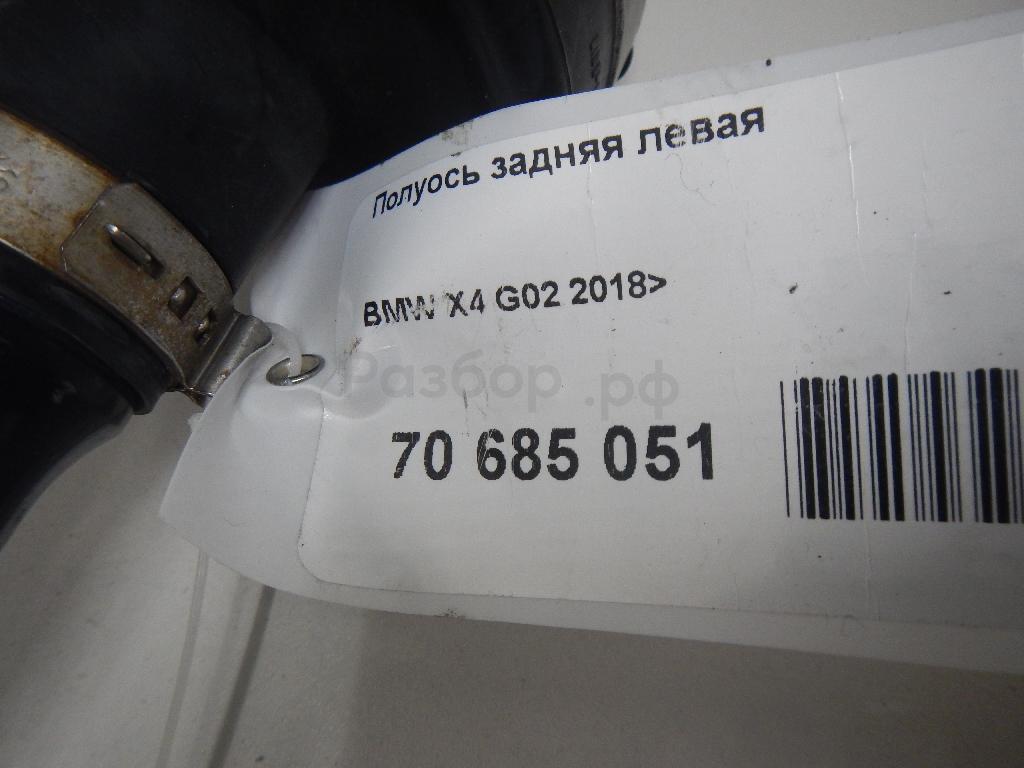 Полуось задняя левая
BMW X4 G02 2018>
Разбор.рф
70 685 051